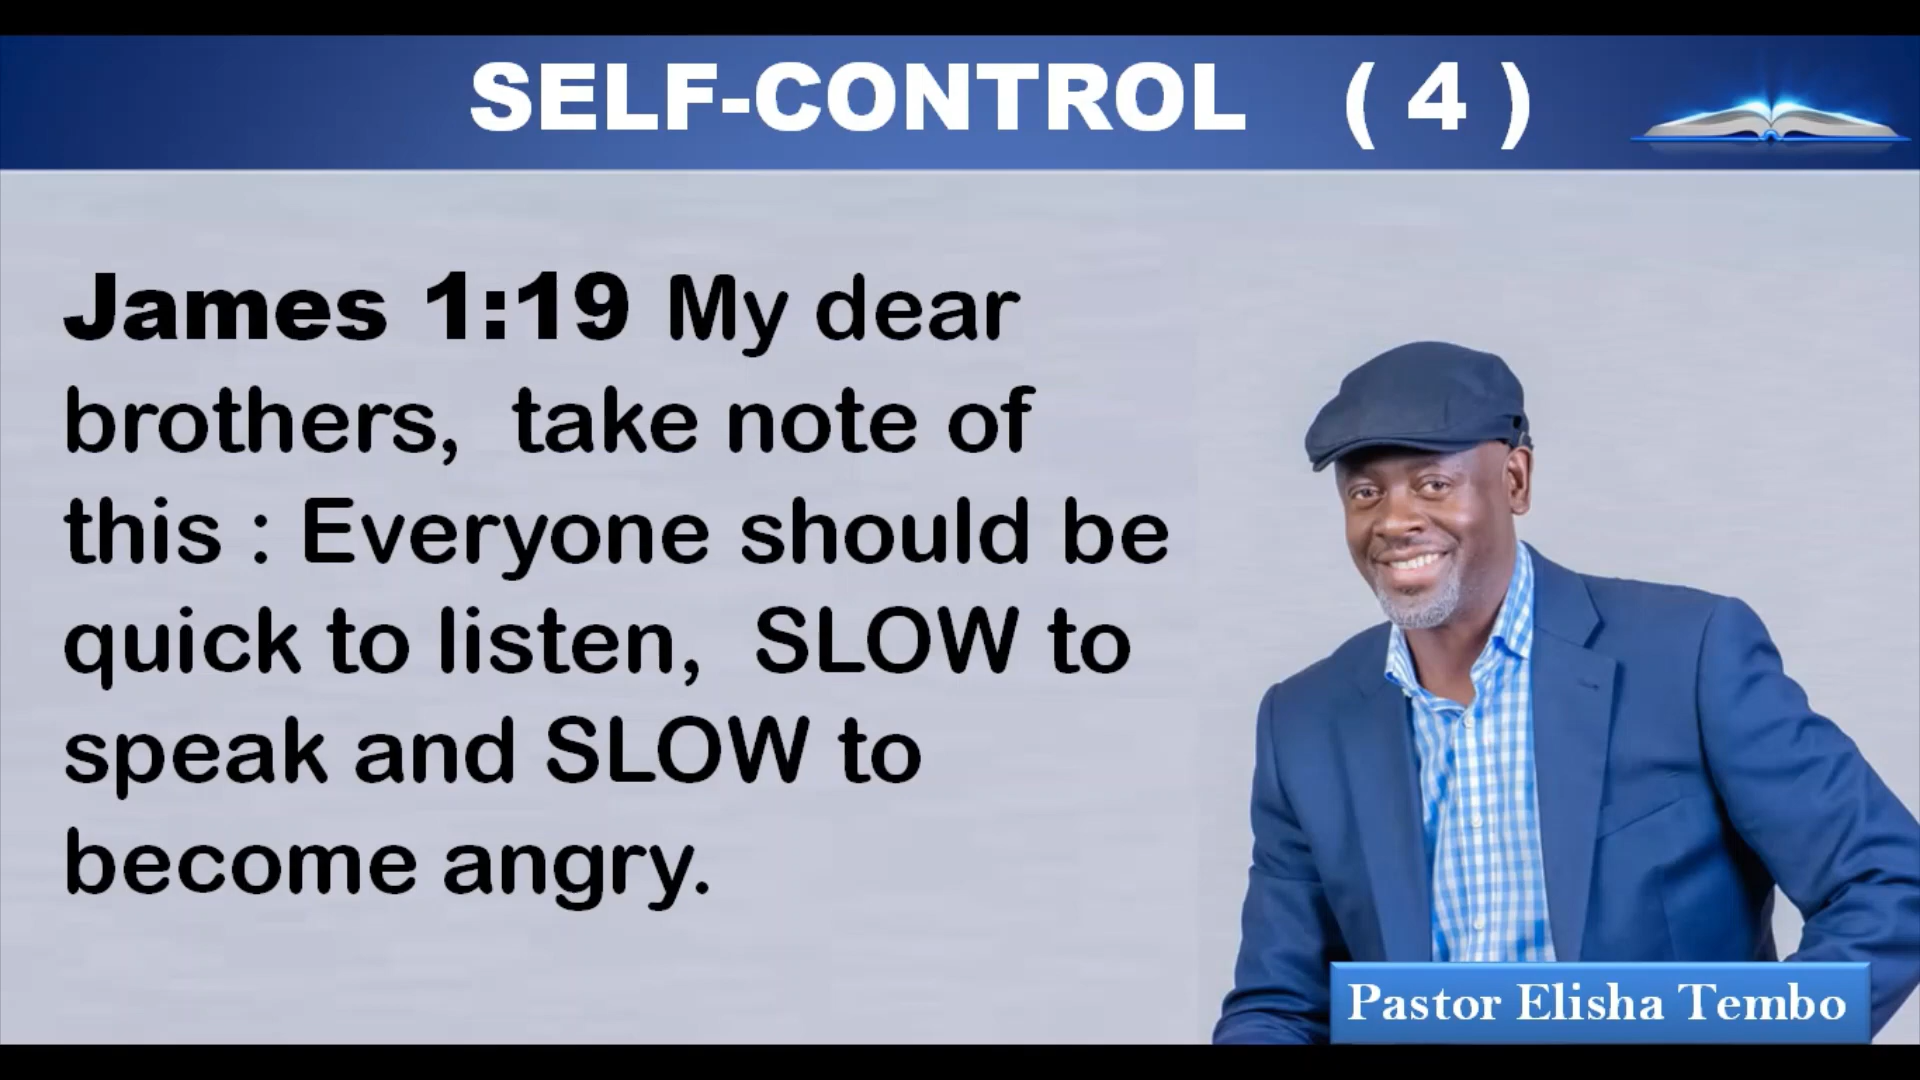 SELF-CONTROL ( 4 )
James 1:19 My dear
brothers, take note of
this : Everyone should be
quick to listen, SLOW to
speak and SLOW to
become angry.
Pastor Elisha Tembo